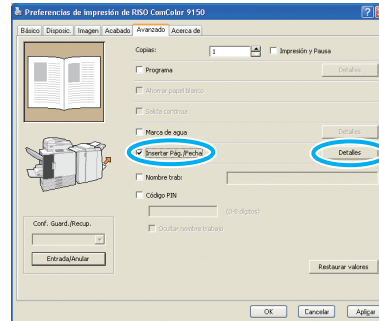 Preferencias de impresión de RISO ComColor 9150
Básico Disposic. Imagen Acabado Avanzado Acerca de
Copias: 1 Impresión y Pausa
Programa Detalles
Ahorrar papel blanco
Salida continua
Marca de agua Detalles
Insertar Pág./Fecha Detalles
Nombre trab:
Código PIN
(0-8 dígitos)
Ocultar nombre trabajo
Conf. Guard./Recup.
Entrada/Anular
Restaurar valores
OK Cancelar Aplicar